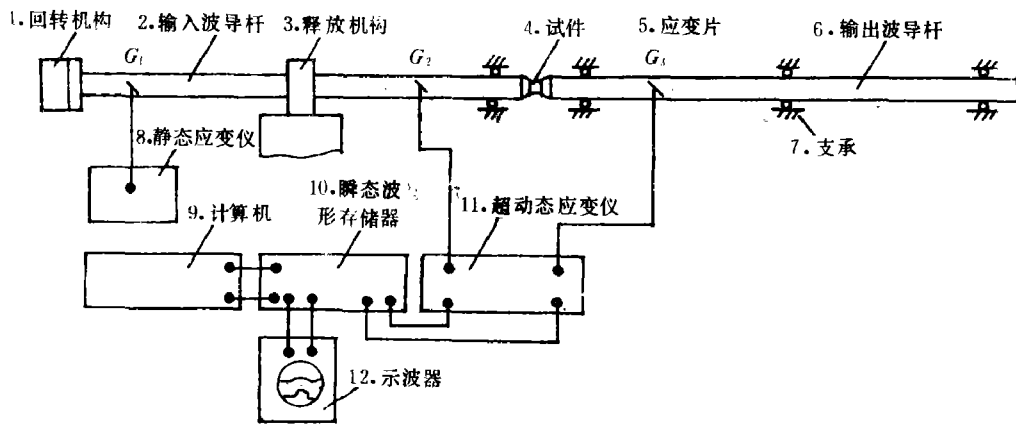 1.回转机构
2.输入波导杆
3.释放机构
4.试件
5.应变片
6.输出波导杆
G₁
G₂
G₃
7.支承
8.静态应变仪
9.计算机
10.瞬态波
形存储器
11.超动态应变仪
12.示波器